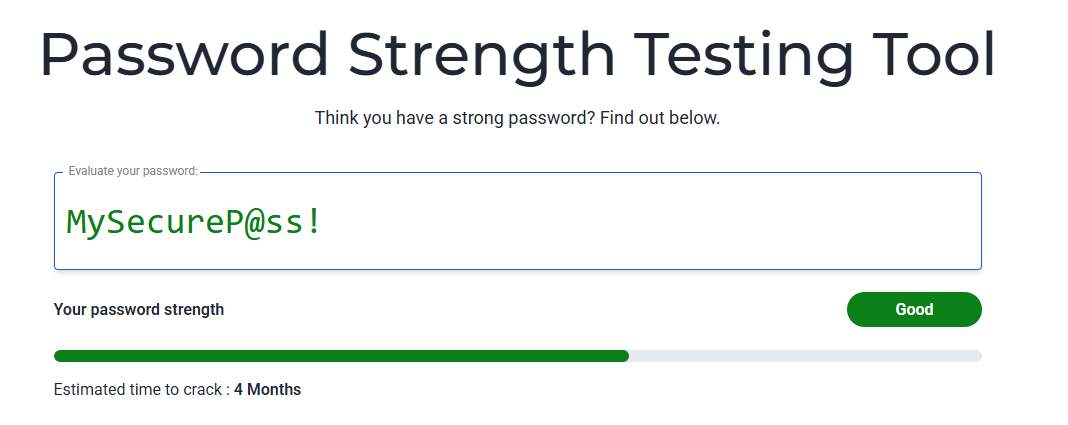 Password Strength Testing Tool
Think you have a strong password? Find out below.
Evaluate your password:
MySecureP@ss!
Your password strength
Good
Estimated time to crack : 4 Months